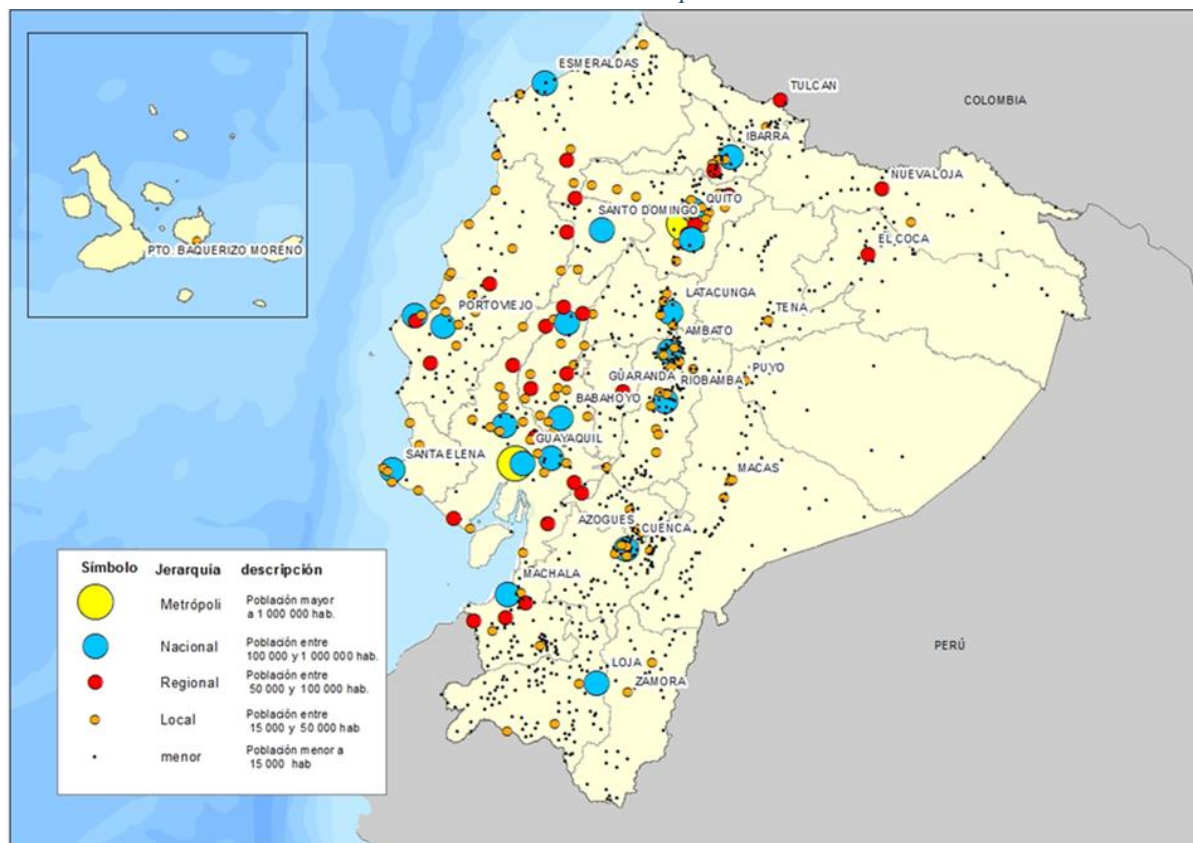 ESMERALDAS
TULCAN
COLOMBIA
IBARRA
NUEVA LOJA
QUITO
SANTO DOMINGO
PTO. BAQUERIZO MORENO
EL COCA
LATACUNGA
PORTOVIEJO
TENA
AMBATO
PUYO
GUARANDA
RIOBAMBA
BABAHOYO
GUAYAQUIL
SANTA ELENA
MACAS
AZOGUES
CUENCA
MACHALA
PERÚ
LOJA
ZAMORA
Símbolo Jerarquía descripción
Metrópoli
Población mayor
a 1 000 000 hab.
Nacional
Población entre
100 000 y 1 000 000 hab.
Regional
Población entre
50 000 y 100 000 hab.
Local
Población entre
15 000 y 50 000 hab
menor
Población menor a
15 000 hab